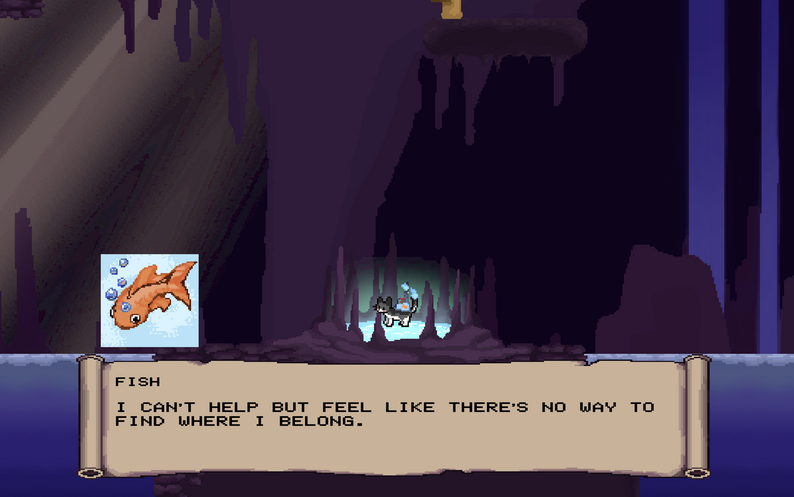 FISH
I CAN'T HELP BUT FEEL LIKE THERE'S NO WAY TO
FIND WHERE I BELONG.